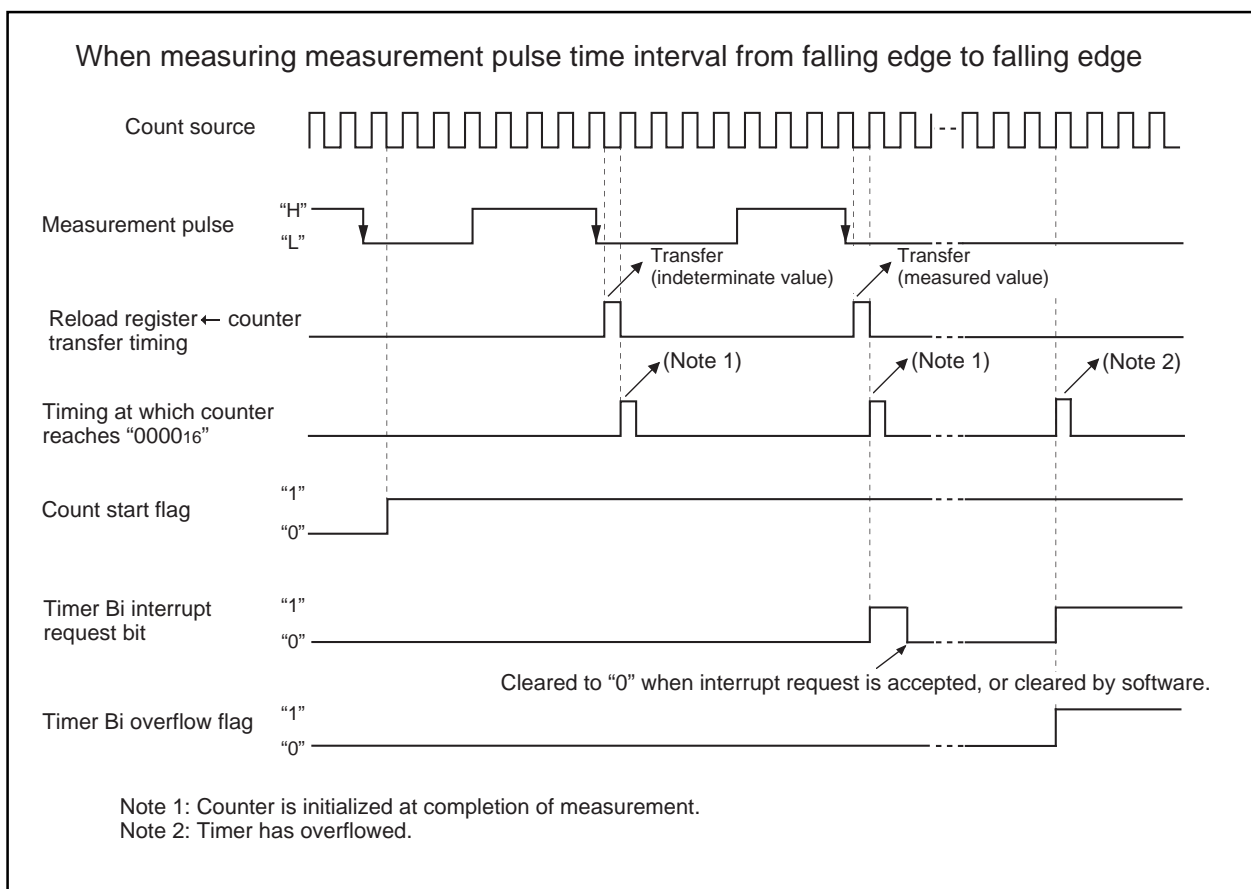 When measuring measurement pulse time interval from falling edge to falling edge
Count source
Measurement pulse
“H”
“L”
Transfer
(indeterminate value)
Transfer
(measured value)
Reload register ← counter
transfer timing
(Note 1)
(Note 1)
(Note 2)
Timing at which counter
reaches “000016”
Count start flag
“1”
“0”
Timer Bi interrupt
request bit
“1”
“0”
Cleared to “0” when interrupt request is accepted, or cleared by software.
Timer Bi overflow flag
“1”
“0”
Note 1: Counter is initialized at completion of measurement.
Note 2: Timer has overflowed.